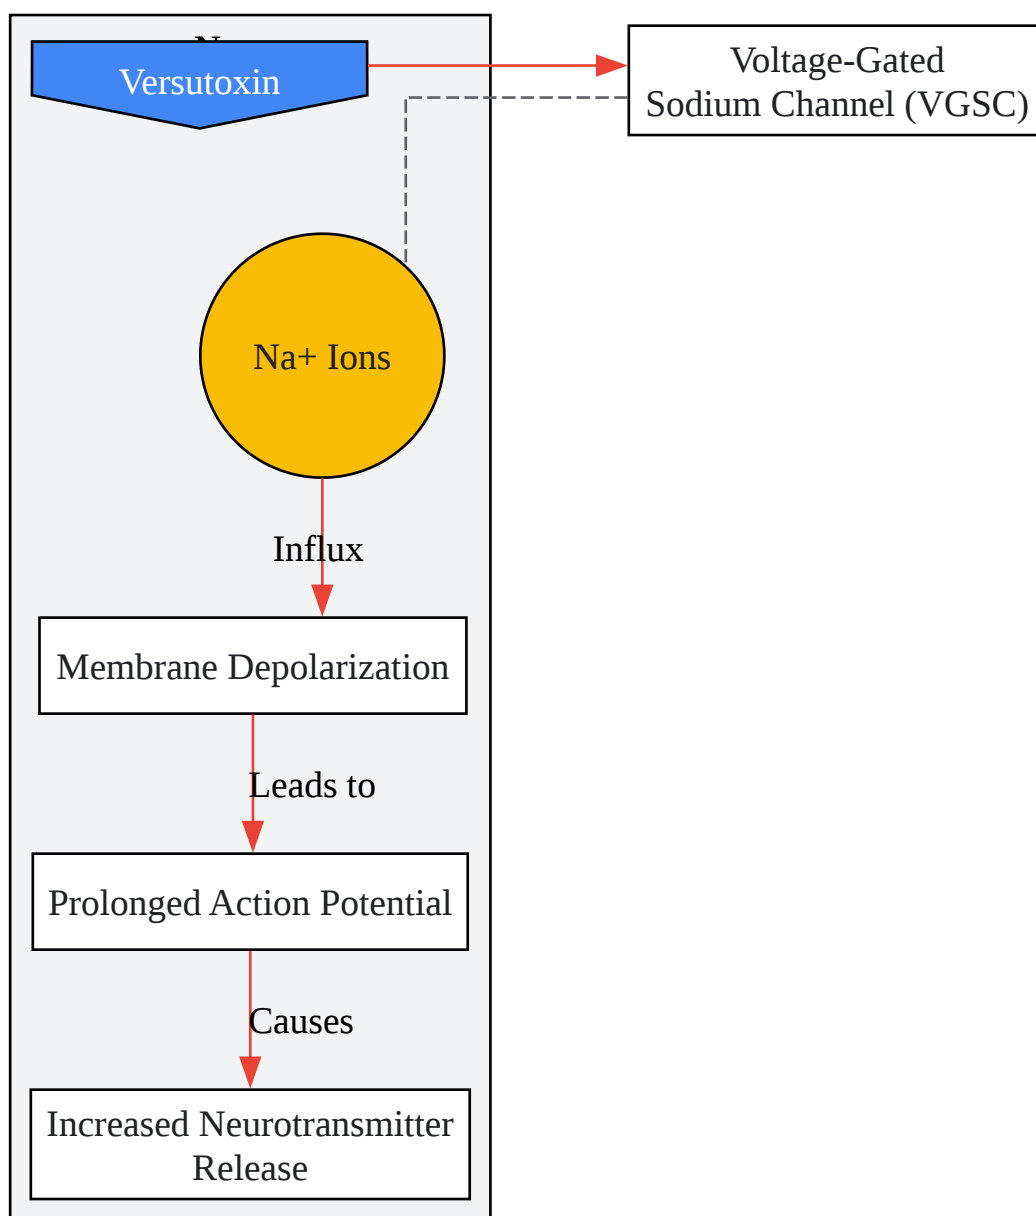 Versutoxin
Voltage-Gated
Sodium Channel (VGSC)
Na+ Ions
Influx
Membrane Depolarization
Leads to
Prolonged Action Potential
Causes
Increased Neurotransmitter
Release